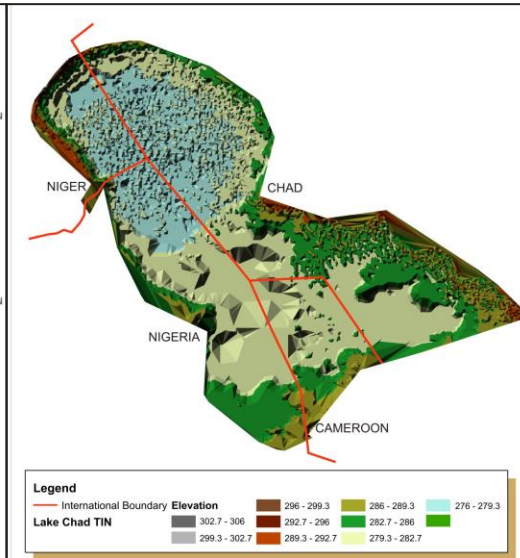 NIGER
CHAD
NIGERIA
CAMEROON
Legend
International Boundary
Lake Chad TIN
Elevation
302.7 - 306
299.3 - 302.7
296 - 299.3
292.7 - 296
289.3 - 292.7
286 - 289.3
282.7 - 286
279.3 - 282.7
276 - 279.3